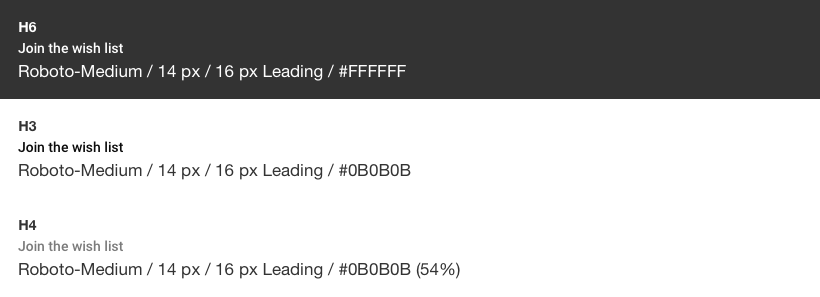 H6
Join the wish list
Roboto-Medium / 14 px / 16 px Leading / #FFFFFF
H3
Join the wish list
Roboto-Medium / 14 px / 16 px Leading / #0B0B0B
H4
Join the wish list
Roboto-Medium / 14 px / 16 px Leading / #0B0B0B (54%)